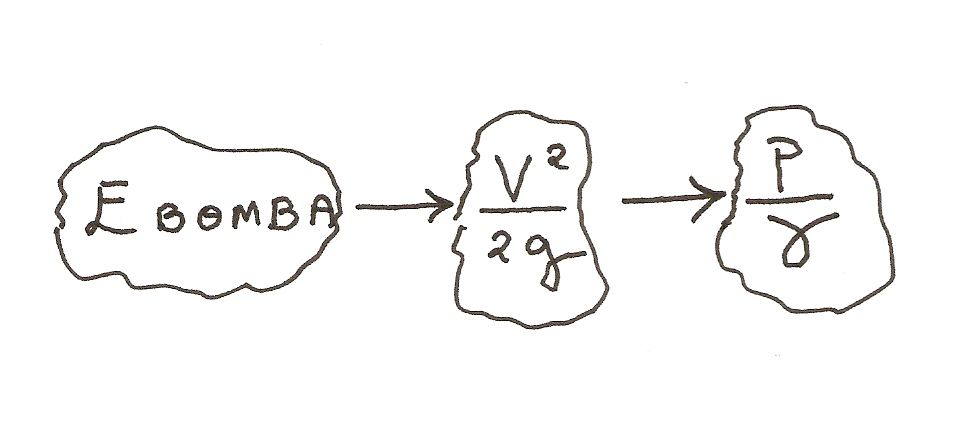 E BOMBA → V² / 2g → P / γ